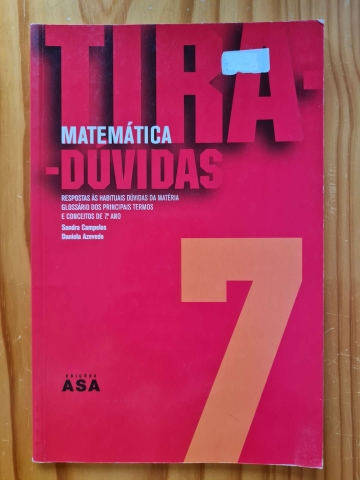 TIRA-
MATEMÁTICA
-DÚVIDAS
RESPOSTAS ÀS HABITUAIS DÚVIDAS DA MATÉRIA
GLOSSÁRIO DOS PRINCIPAIS TERMOS
E CONCEITOS DE 7.º ANO
Sandra Campelos
Daniela Azevedo
7
EDIÇÕES
ASA